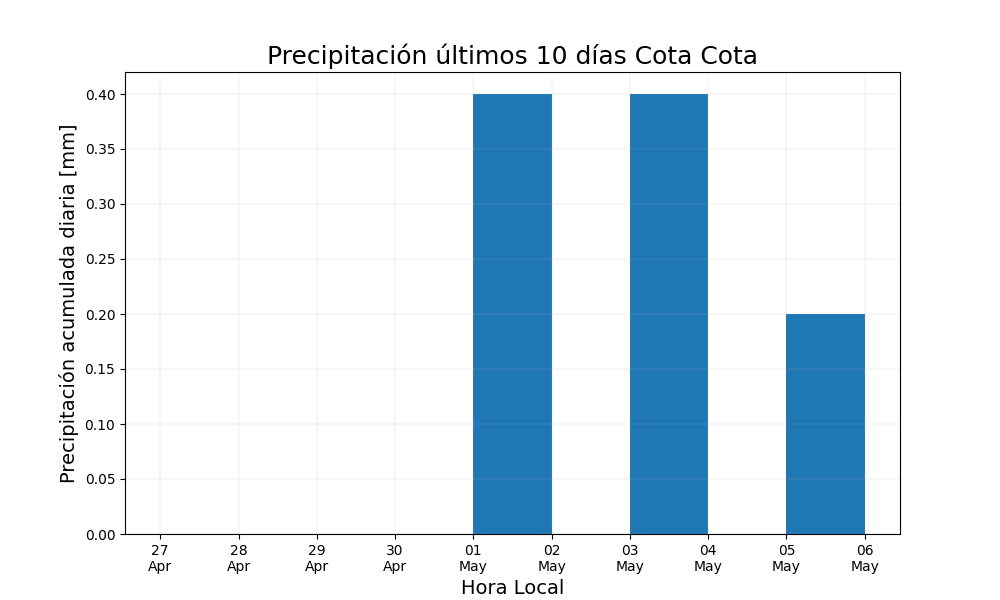 Precipitación últimos 10 días Cota Cota
Precipitación acumulada diaria [mm]
0.40
0.35
0.30
0.25
0.20
0.15
0.10
0.05
0.00
27 28 29 30 01 02 03 04 05 06
Apr Apr Apr Apr May May May May May May
Hora Local